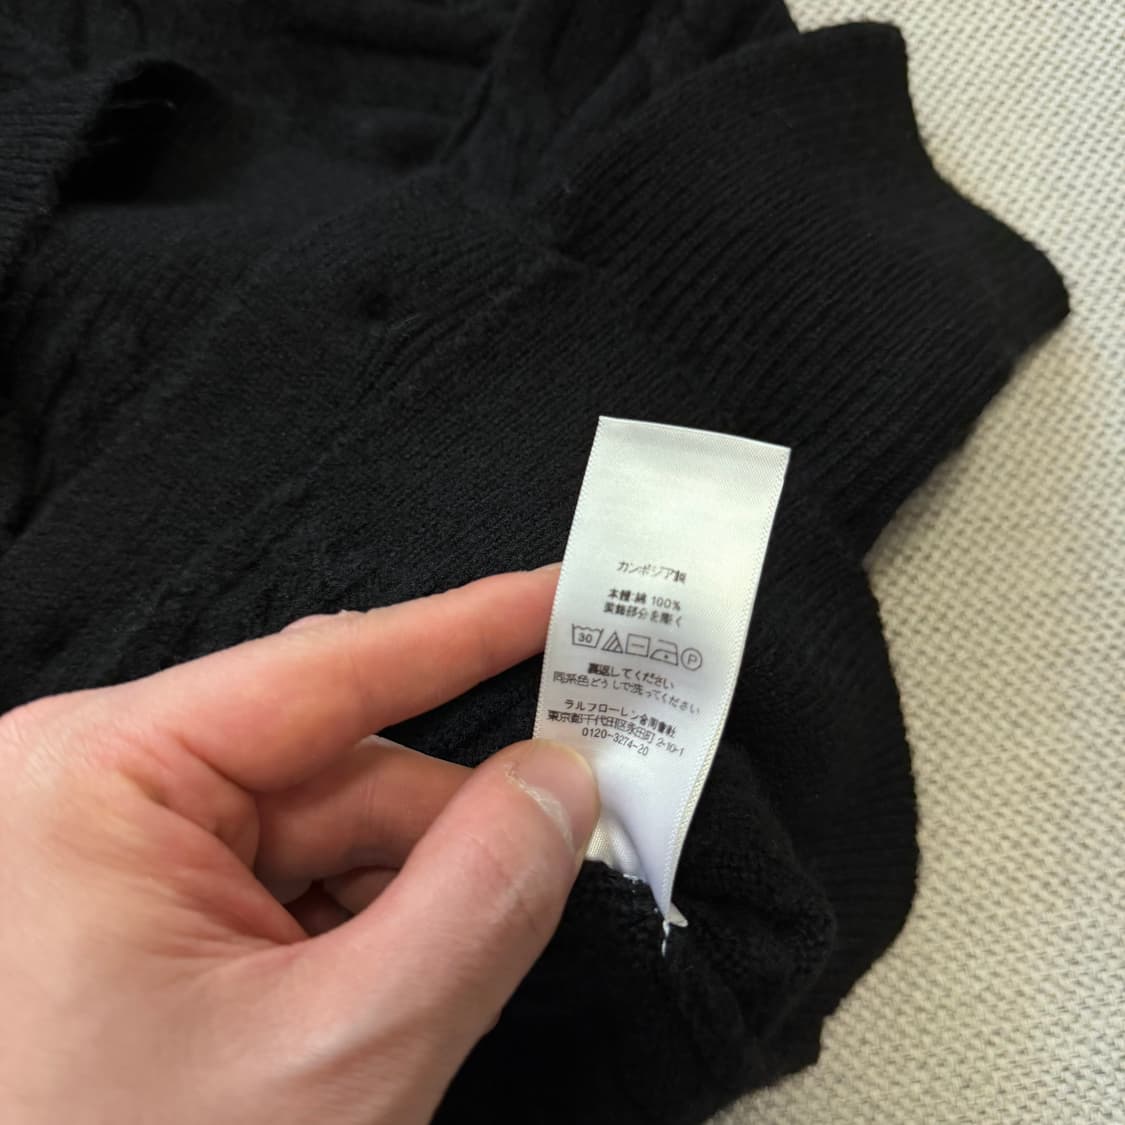 カンボジア製
本体:綿 100%
装飾部分を除く
30
P
裏返してください
同系色どうしで洗ってください
ラルフローレン合同会社
東京都千代田区永田町 2-10-1
0120-3274-20